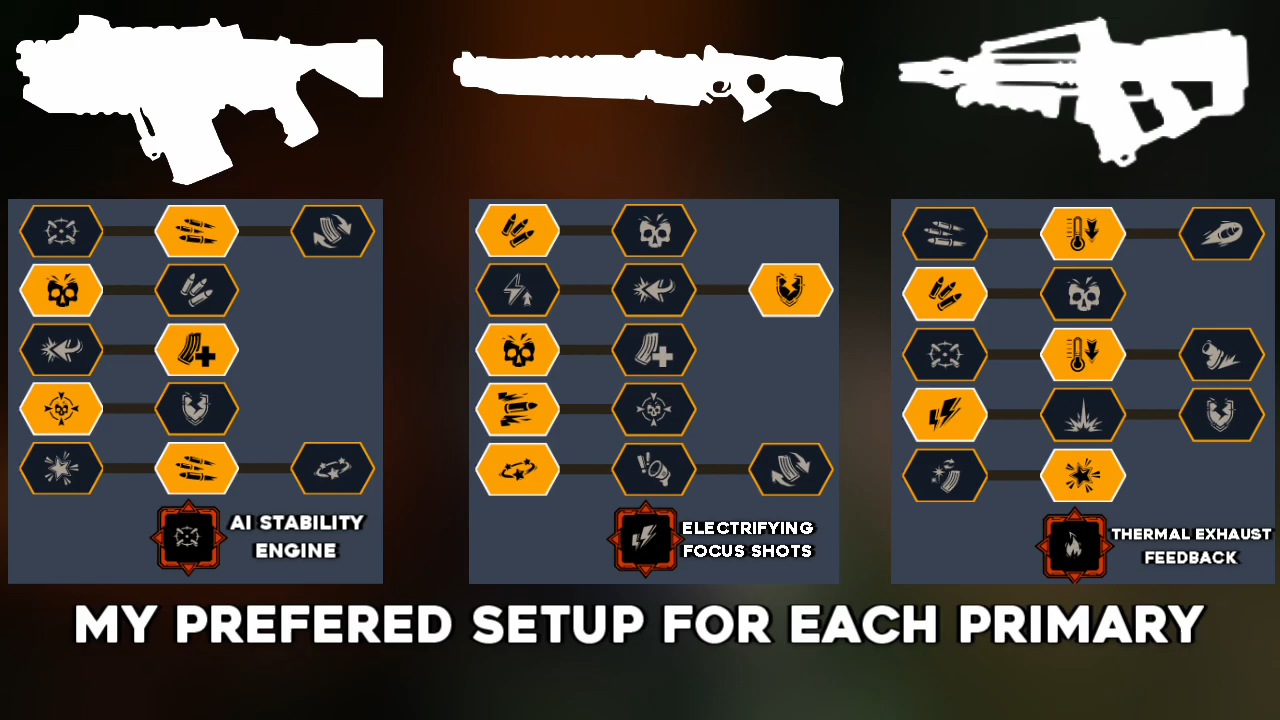 AI STABILITY
ENGINE
ELECTRIFYING
FOCUS SHOTS
THERMAL EXHAUST
FEEDBACK
MY PREFERED SETUP FOR EACH PRIMARY